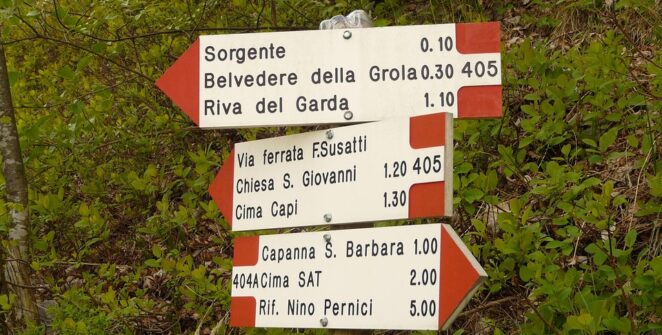 Sorgente 0.10
Belvedere della Grola 0.30 405
Riva del Garda 1.10
Via ferrata F.Susatti
Chiesa S. Giovanni 1.20 405
Cima Capi 1.30
Capanna S. Barbara 1.00
404A Cima SAT 2.00
Rif. Nino Pernici 5.00